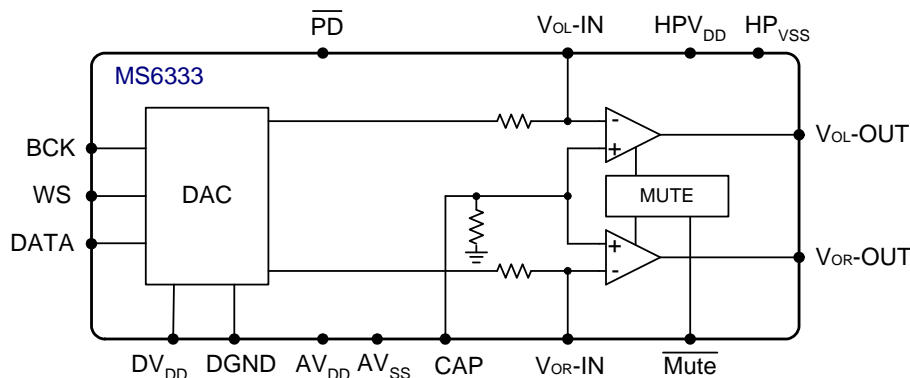 PD VOL-IN HPVDD HPVSS
MS6333
BCK
WS
DATA
DAC
MUTE
- + + -
VOL-OUT
VOR-OUT
DVDD DGND AVDD AVSS CAP VOR-IN Mute